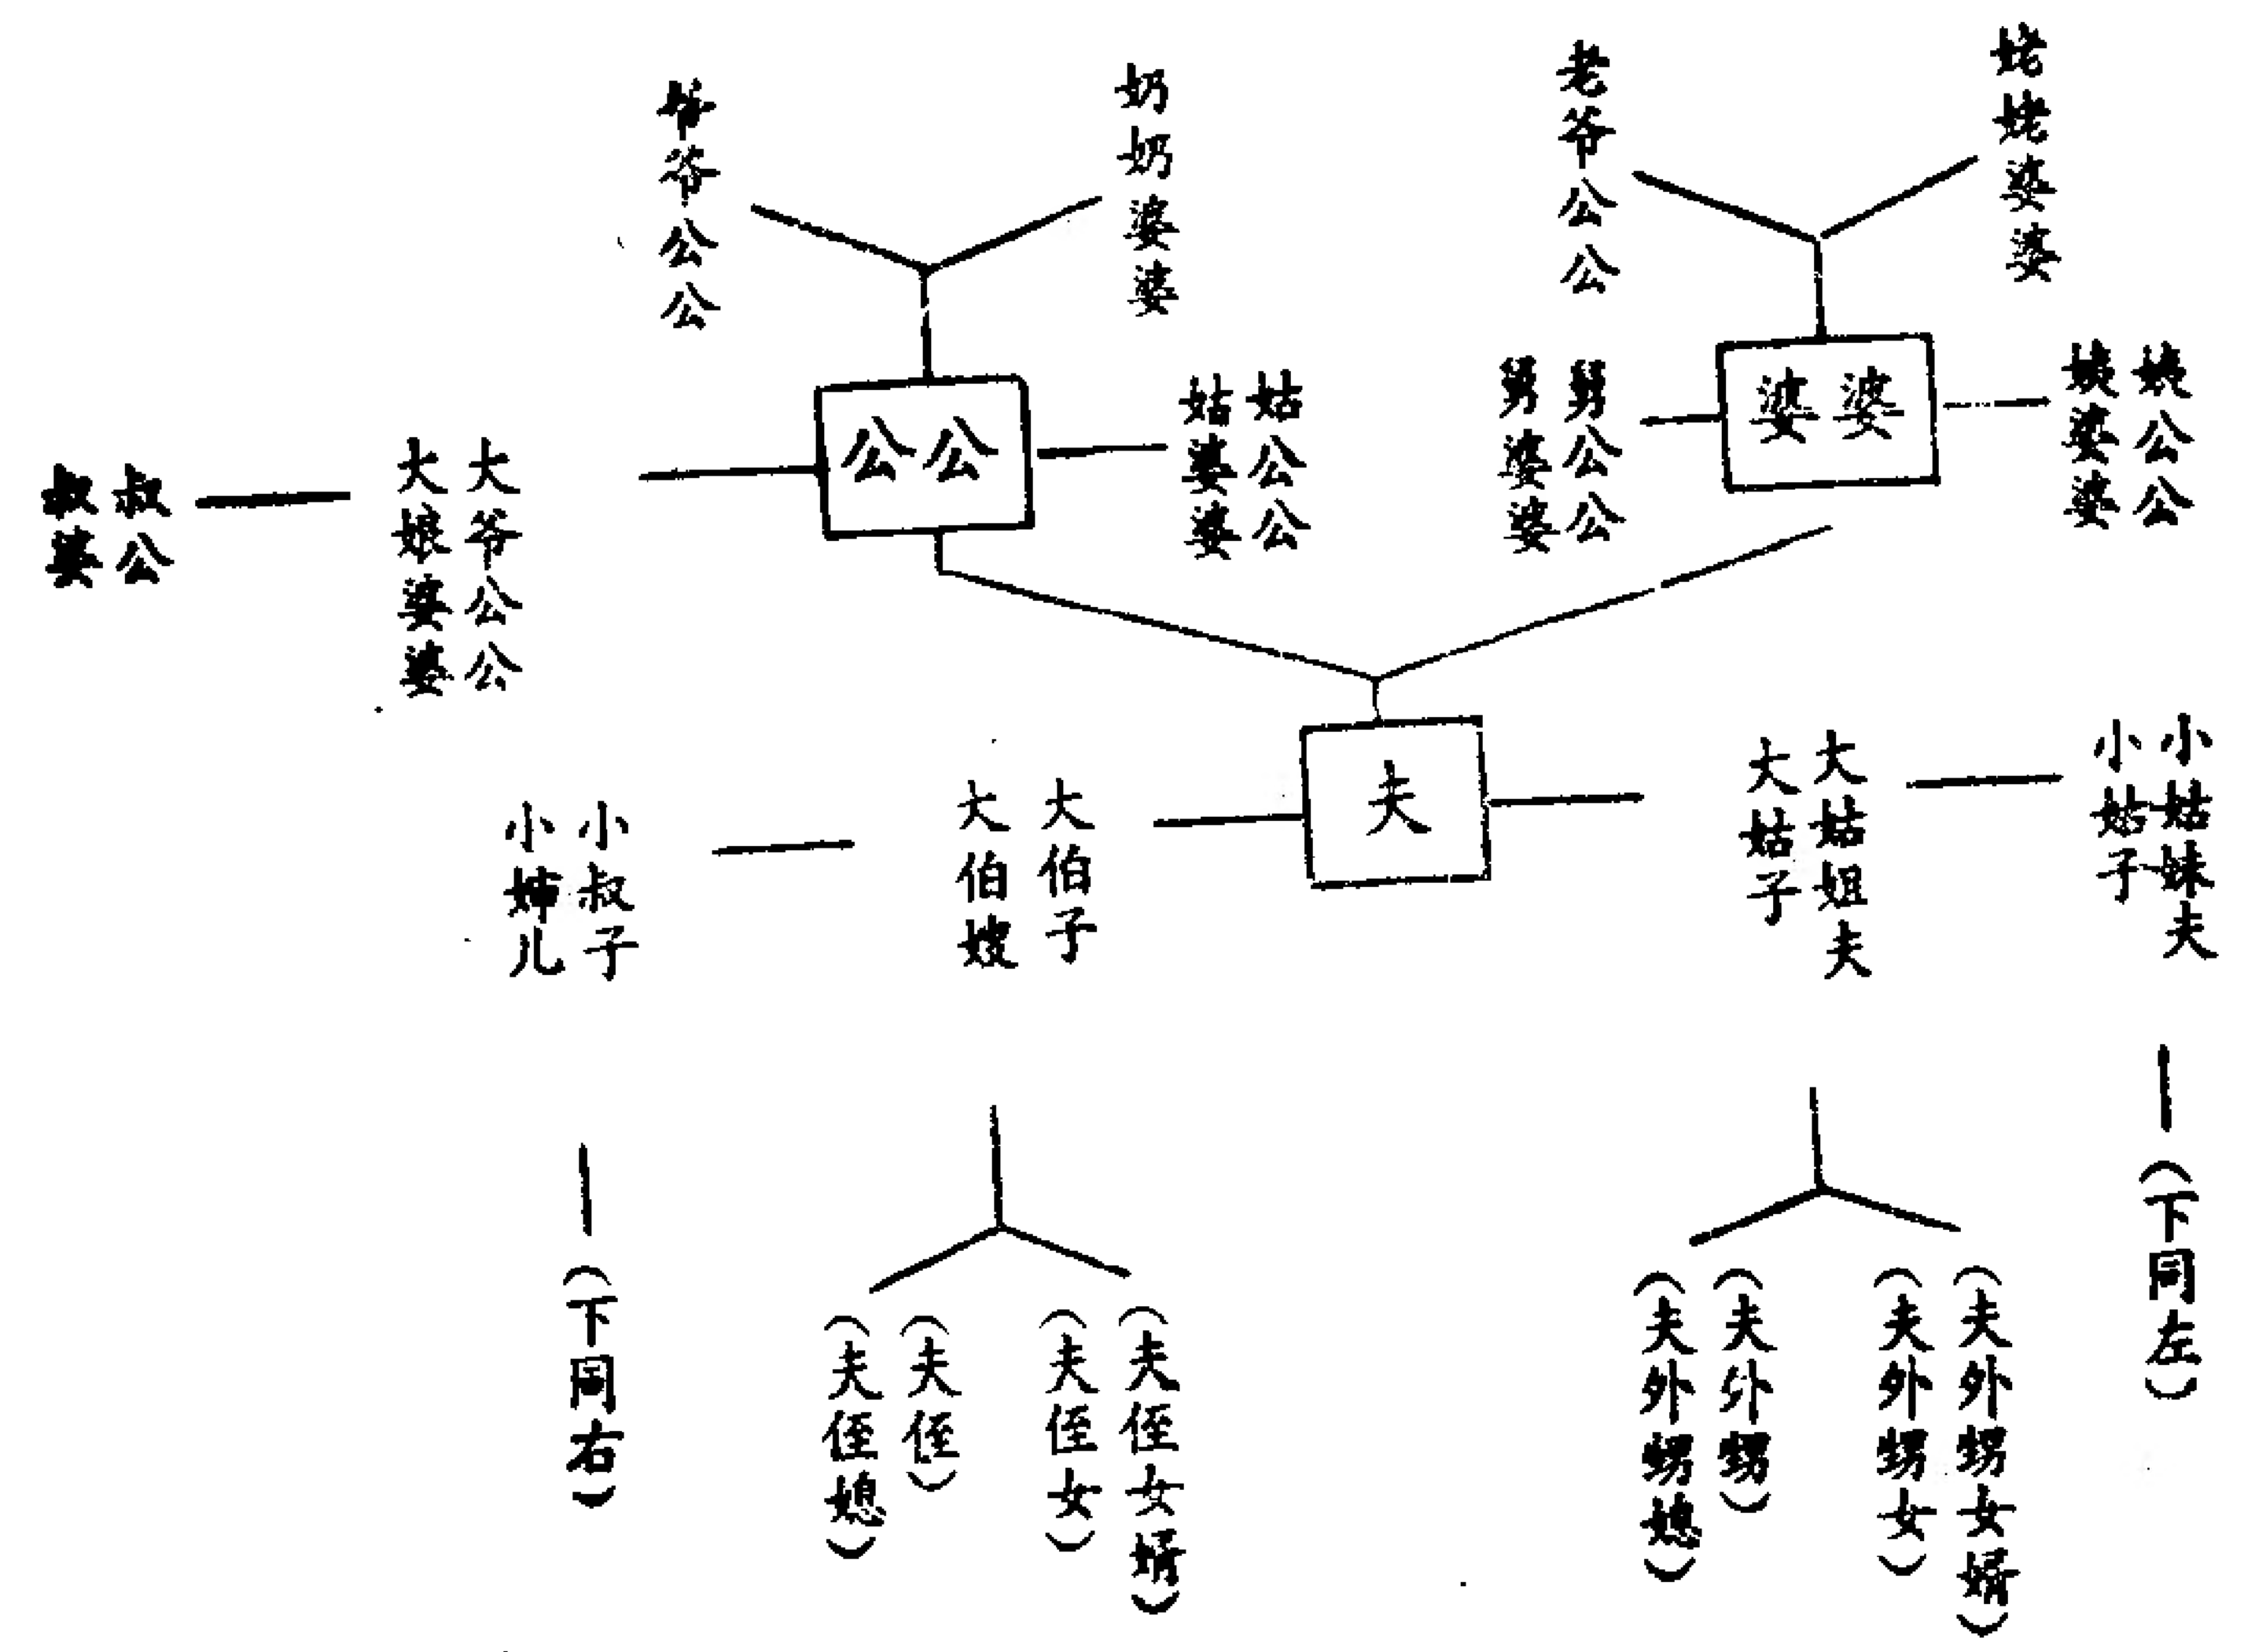 爷爷公公
奶奶婆婆
老爷公公
姥姥婆婆
叔公
叔婆
大爷公公
大娘婆婆
公公
姑公公
姑婆婆
舅公公
舅婆婆
婆婆
姨公公
姨婆婆
小叔子
小婶儿
大伯子
大伯嫂
夫
大姑姐夫
大姑子
小姑妹夫
小姑子
（下同右）
（夫侄媳）
（夫侄）
（夫侄女）
（夫侄女婿）
（夫外甥媳）
（夫外甥）
（夫外甥女）
（夫外甥女婿）
（下同左）